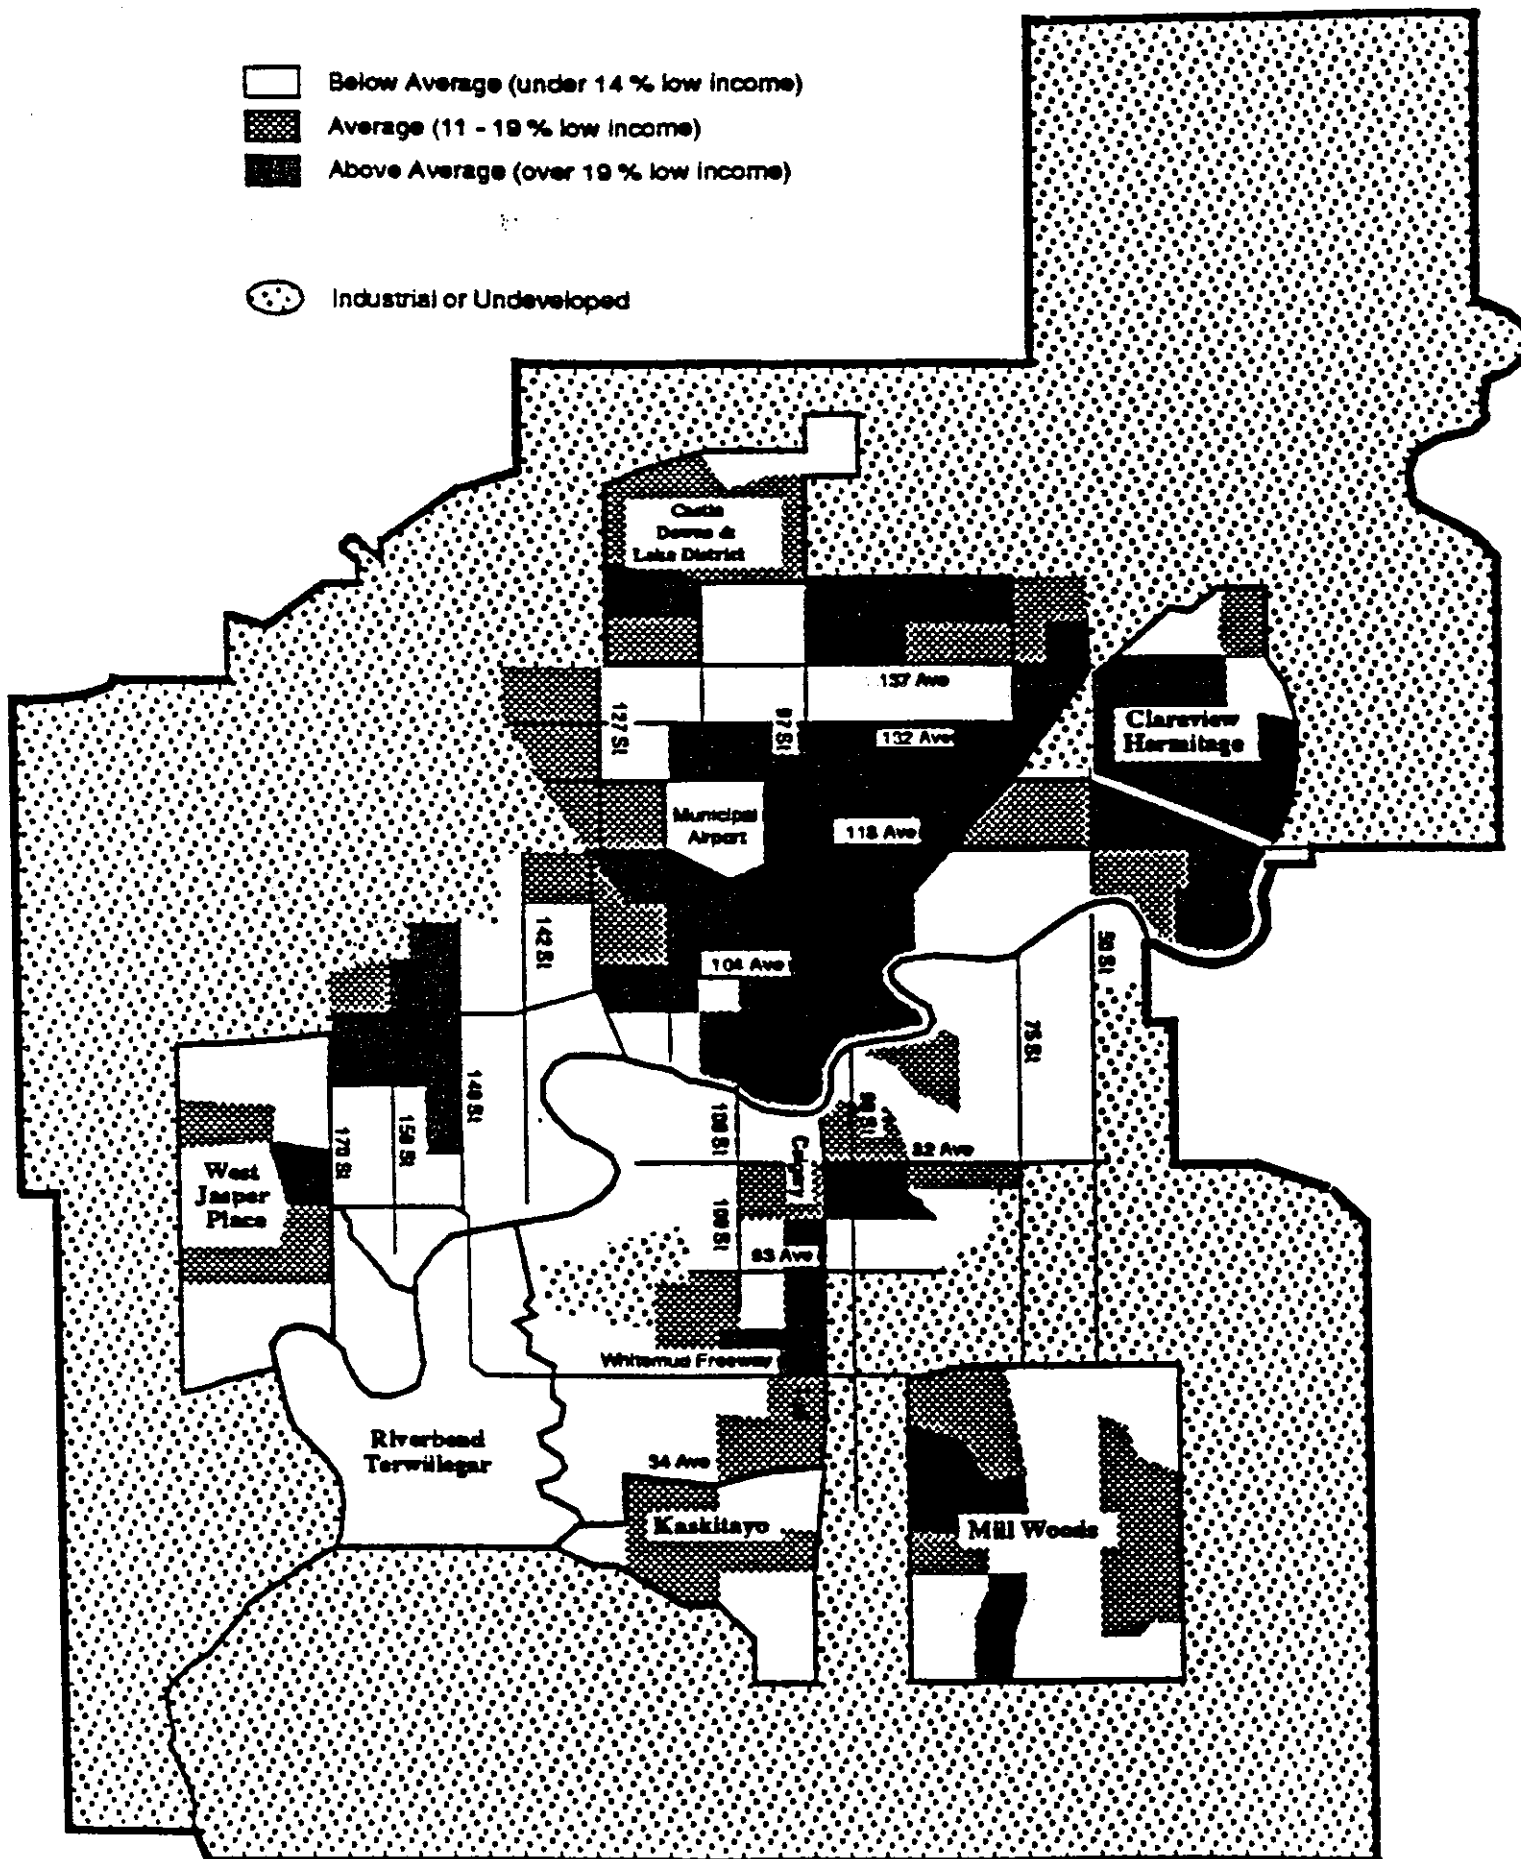 Below Average (under 14 % low income)
Average (11 - 19 % low income)
Above Average (over 19 % low income)
Industrial or Undeveloped
Castle
Downs &
Lake District
137 Ave
127 St
97 St
132 Ave
Clareview
Hermitage
Municipal
Airport
118 Ave
142 St
50 St
104 Ave
75 St
149 St
170 St
156 St
109 St
Calgary
82 Ave
West
Jasper
Place
109 St
63 Ave
Whitemud Freeway
Riverbend
Terwillegar
34 Ave
Kaskitayo
Mill Woods